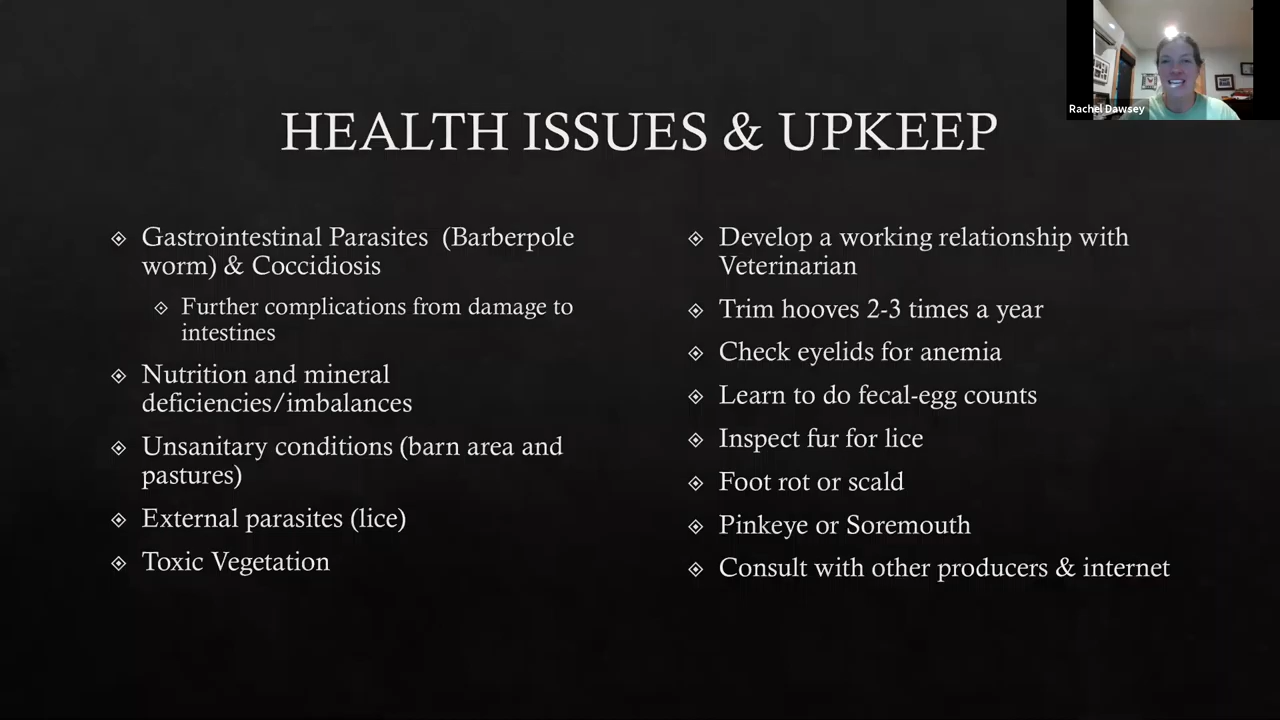 Rachel Dawsey
HEALTH ISSUES & UPKEEP
Gastrointestinal Parasites (Barberpole
worm) & Coccidiosis
Further complications from damage to
intestines
Nutrition and mineral
deficiencies/imbalances
Unsanitary conditions (barn area and
pastures)
External parasites (lice)
Toxic Vegetation
Develop a working relationship with
Veterinarian
Trim hooves 2-3 times a year
Check eyelids for anemia
Learn to do fecal-egg counts
Inspect fur for lice
Foot rot or scald
Pinkeye or Soremouth
Consult with other producers & internet